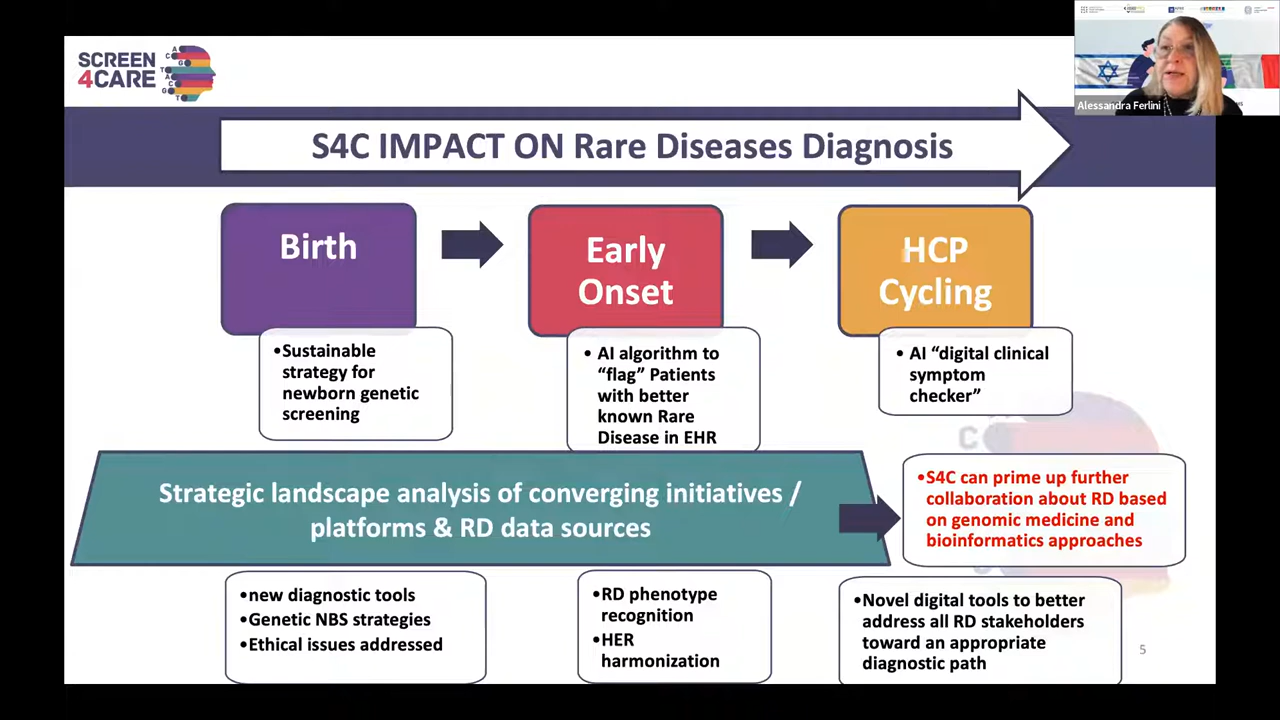 SCREEN
4CARE
Alessandra Ferlini
S4C IMPACT ON Rare Diseases Diagnosis
Birth
Early
Onset
HCP
Cycling
•Sustainable
strategy for
newborn genetic
screening
• AI algorithm to
“flag” Patients
with better
known Rare
Disease in EHR
• AI “digital clinical
symptom
checker”
Strategic landscape analysis of converging initiatives /
platforms & RD data sources
•S4C can prime up further
collaboration about RD based
on genomic medicine and
bioinformatics approaches
•new diagnostic tools
•Genetic NBS strategies
•Ethical issues addressed
•RD phenotype
recognition
•HER
harmonization
•Novel digital tools to better
address all RD stakeholders
toward an appropriate
diagnostic path
5